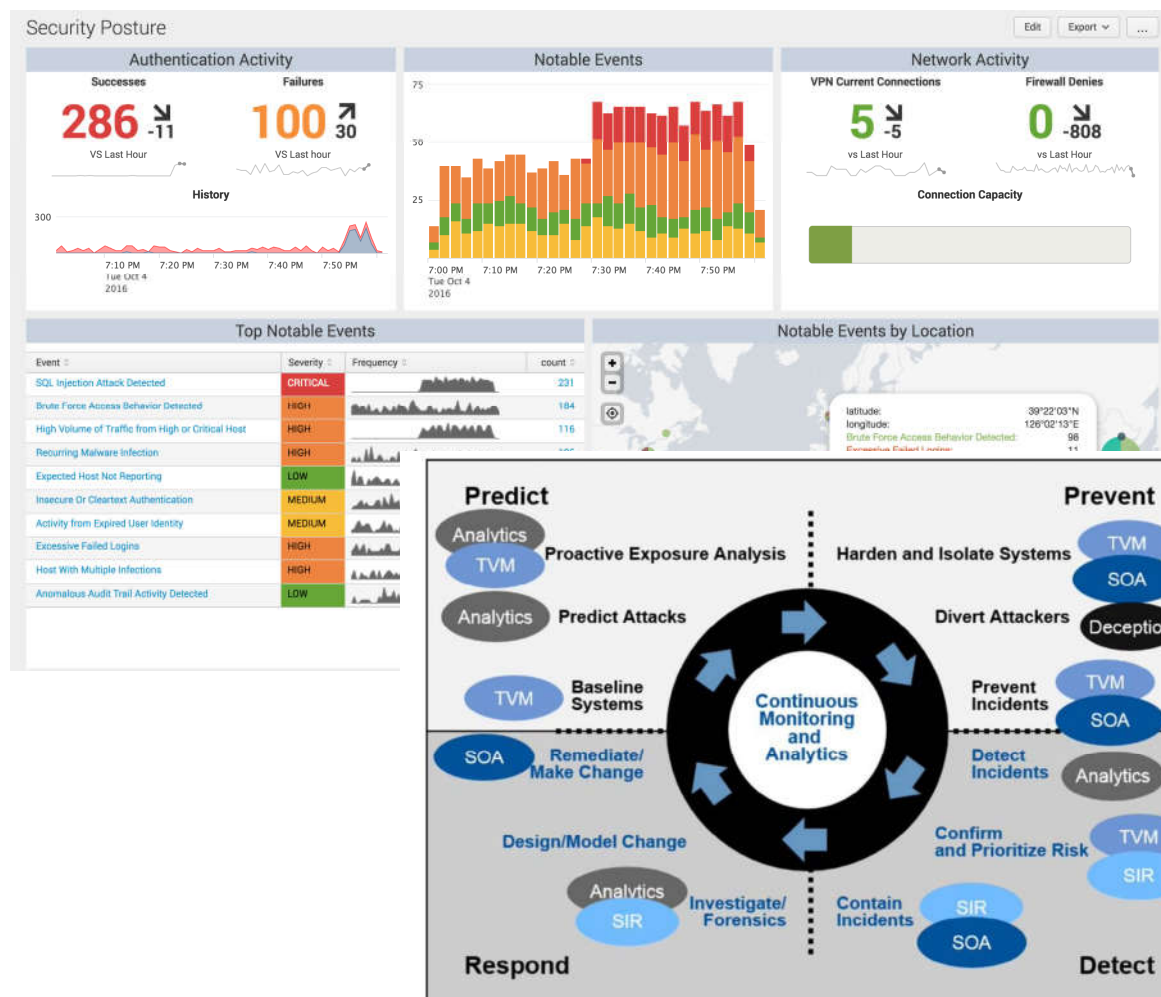 Security Posture
Edit
Export
...
Authentication Activity
Successes
Failures
286
-11
100
30
VS Last Hour
VS Last hour
History
300
7:10 PM 7:20 PM 7:30 PM 7:40 PM 7:50 PM
Tue Oct 4
2016
Notable Events
75
50
25
7:00 PM 7:10 PM 7:20 PM 7:30 PM 7:40 PM 7:50 PM
Tue Oct 4
2016
Network Activity
VPN Current Connections
Firewall Denies
5
-5
0
-808
vs Last Hour
vs Last Hour
Connection Capacity
Top Notable Events
Event Severity Frequency count
SQL Injection Attack Detected CRITICAL 231
Brute Force Access Behavior Detected HIGH 184
High Volume of Traffic from High or Critical Host HIGH 116
Recurring Malware Infection HIGH
Expected Host Not Reporting LOW
Insecure Or Cleartext Authentication MEDIUM
Activity from Expired User Identity MEDIUM
Excessive Failed Logins HIGH
Host With Multiple Infections HIGH
Anomalous Audit Trail Activity Detected LOW
Notable Events by Location
+
−
latitude: 39°22'03"N
longitude: 126°02'13"E
Brute Force Access Behavior Detected: 98
Excessive Failed Logins: 11
Predict
Prevent
Analytics
TVM
Proactive Exposure Analysis
Harden and Isolate Systems
TVM
SOA
Analytics
Predict Attacks
Divert Attackers
Deceptio
TVM
Baseline
Systems
Prevent
Incidents
TVM
SOA
Continuous
Monitoring
and
Analytics
SOA
Remediate/
Make Change
Detect
Incidents
Analytics
Design/Model Change
Confirm
and Prioritize Risk
TVM
SIR
Analytics
SIR
Investigate/
Forensics
Contain
Incidents
SIR
SOA
Respond
Detect